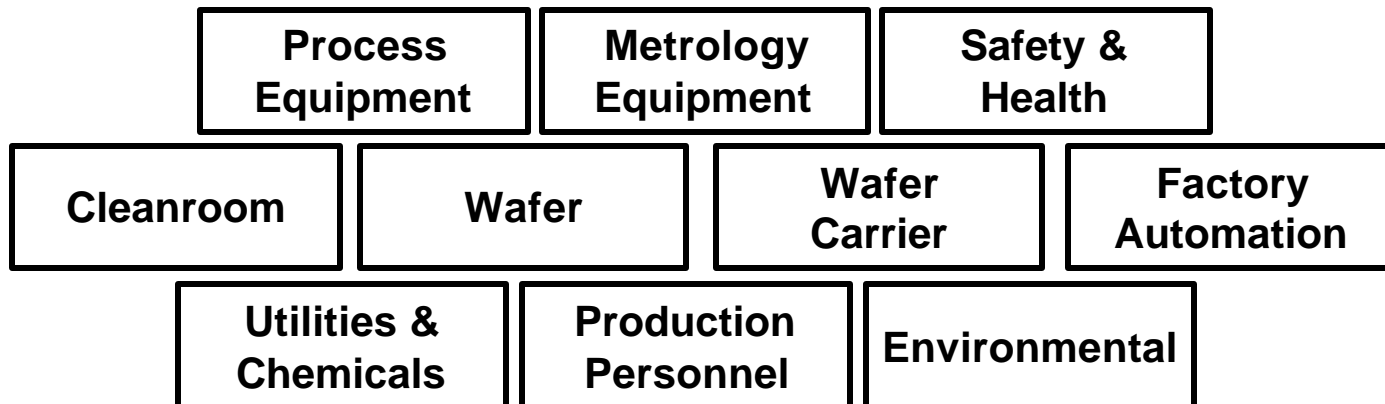 Process
Equipment
Metrology
Equipment
Safety &
Health
Cleanroom
Wafer
Wafer
Carrier
Factory
Automation
Utilities &
Chemicals
Production
Personnel
Environmental